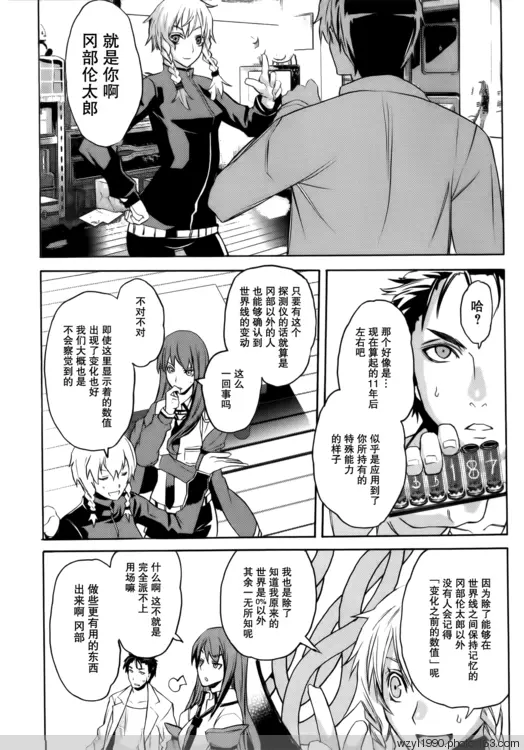 就是你啊
冈部伦太郎
哈?
那个好像是…
现在算起的11年后
左右吧
似乎是应用到了
你所持有的
特殊能力
的样子
只要有这个
探测仪的话就算是
冈部以外的人
也能够确认到
世界线的变动
这么
一回事吗
不对不对
即使这里显示着的数值
出现了变化也好
我们大概也是
不会察觉到的
187
因为除了能够在
世界线之间保持记忆的
冈部伦太郎以外
没有人会记得
「变化之前的数值」呢
我也是除了
知道我原来的
世界是0%以外
其余一无所知呢
什么啊 这不就是
完全派不上
用场嘛
做些更有用的东西
出来啊 冈部
wzyl1990.photo.163.com